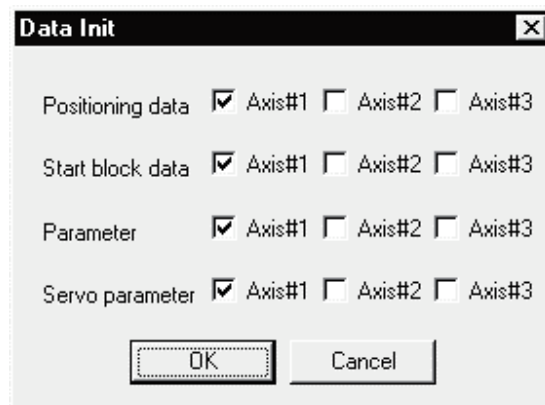 Data Init
Positioning data Axis#1 Axis#2 Axis#3
Start block data Axis#1 Axis#2 Axis#3
Parameter Axis#1 Axis#2 Axis#3
Servo parameter Axis#1 Axis#2 Axis#3
OK Cancel